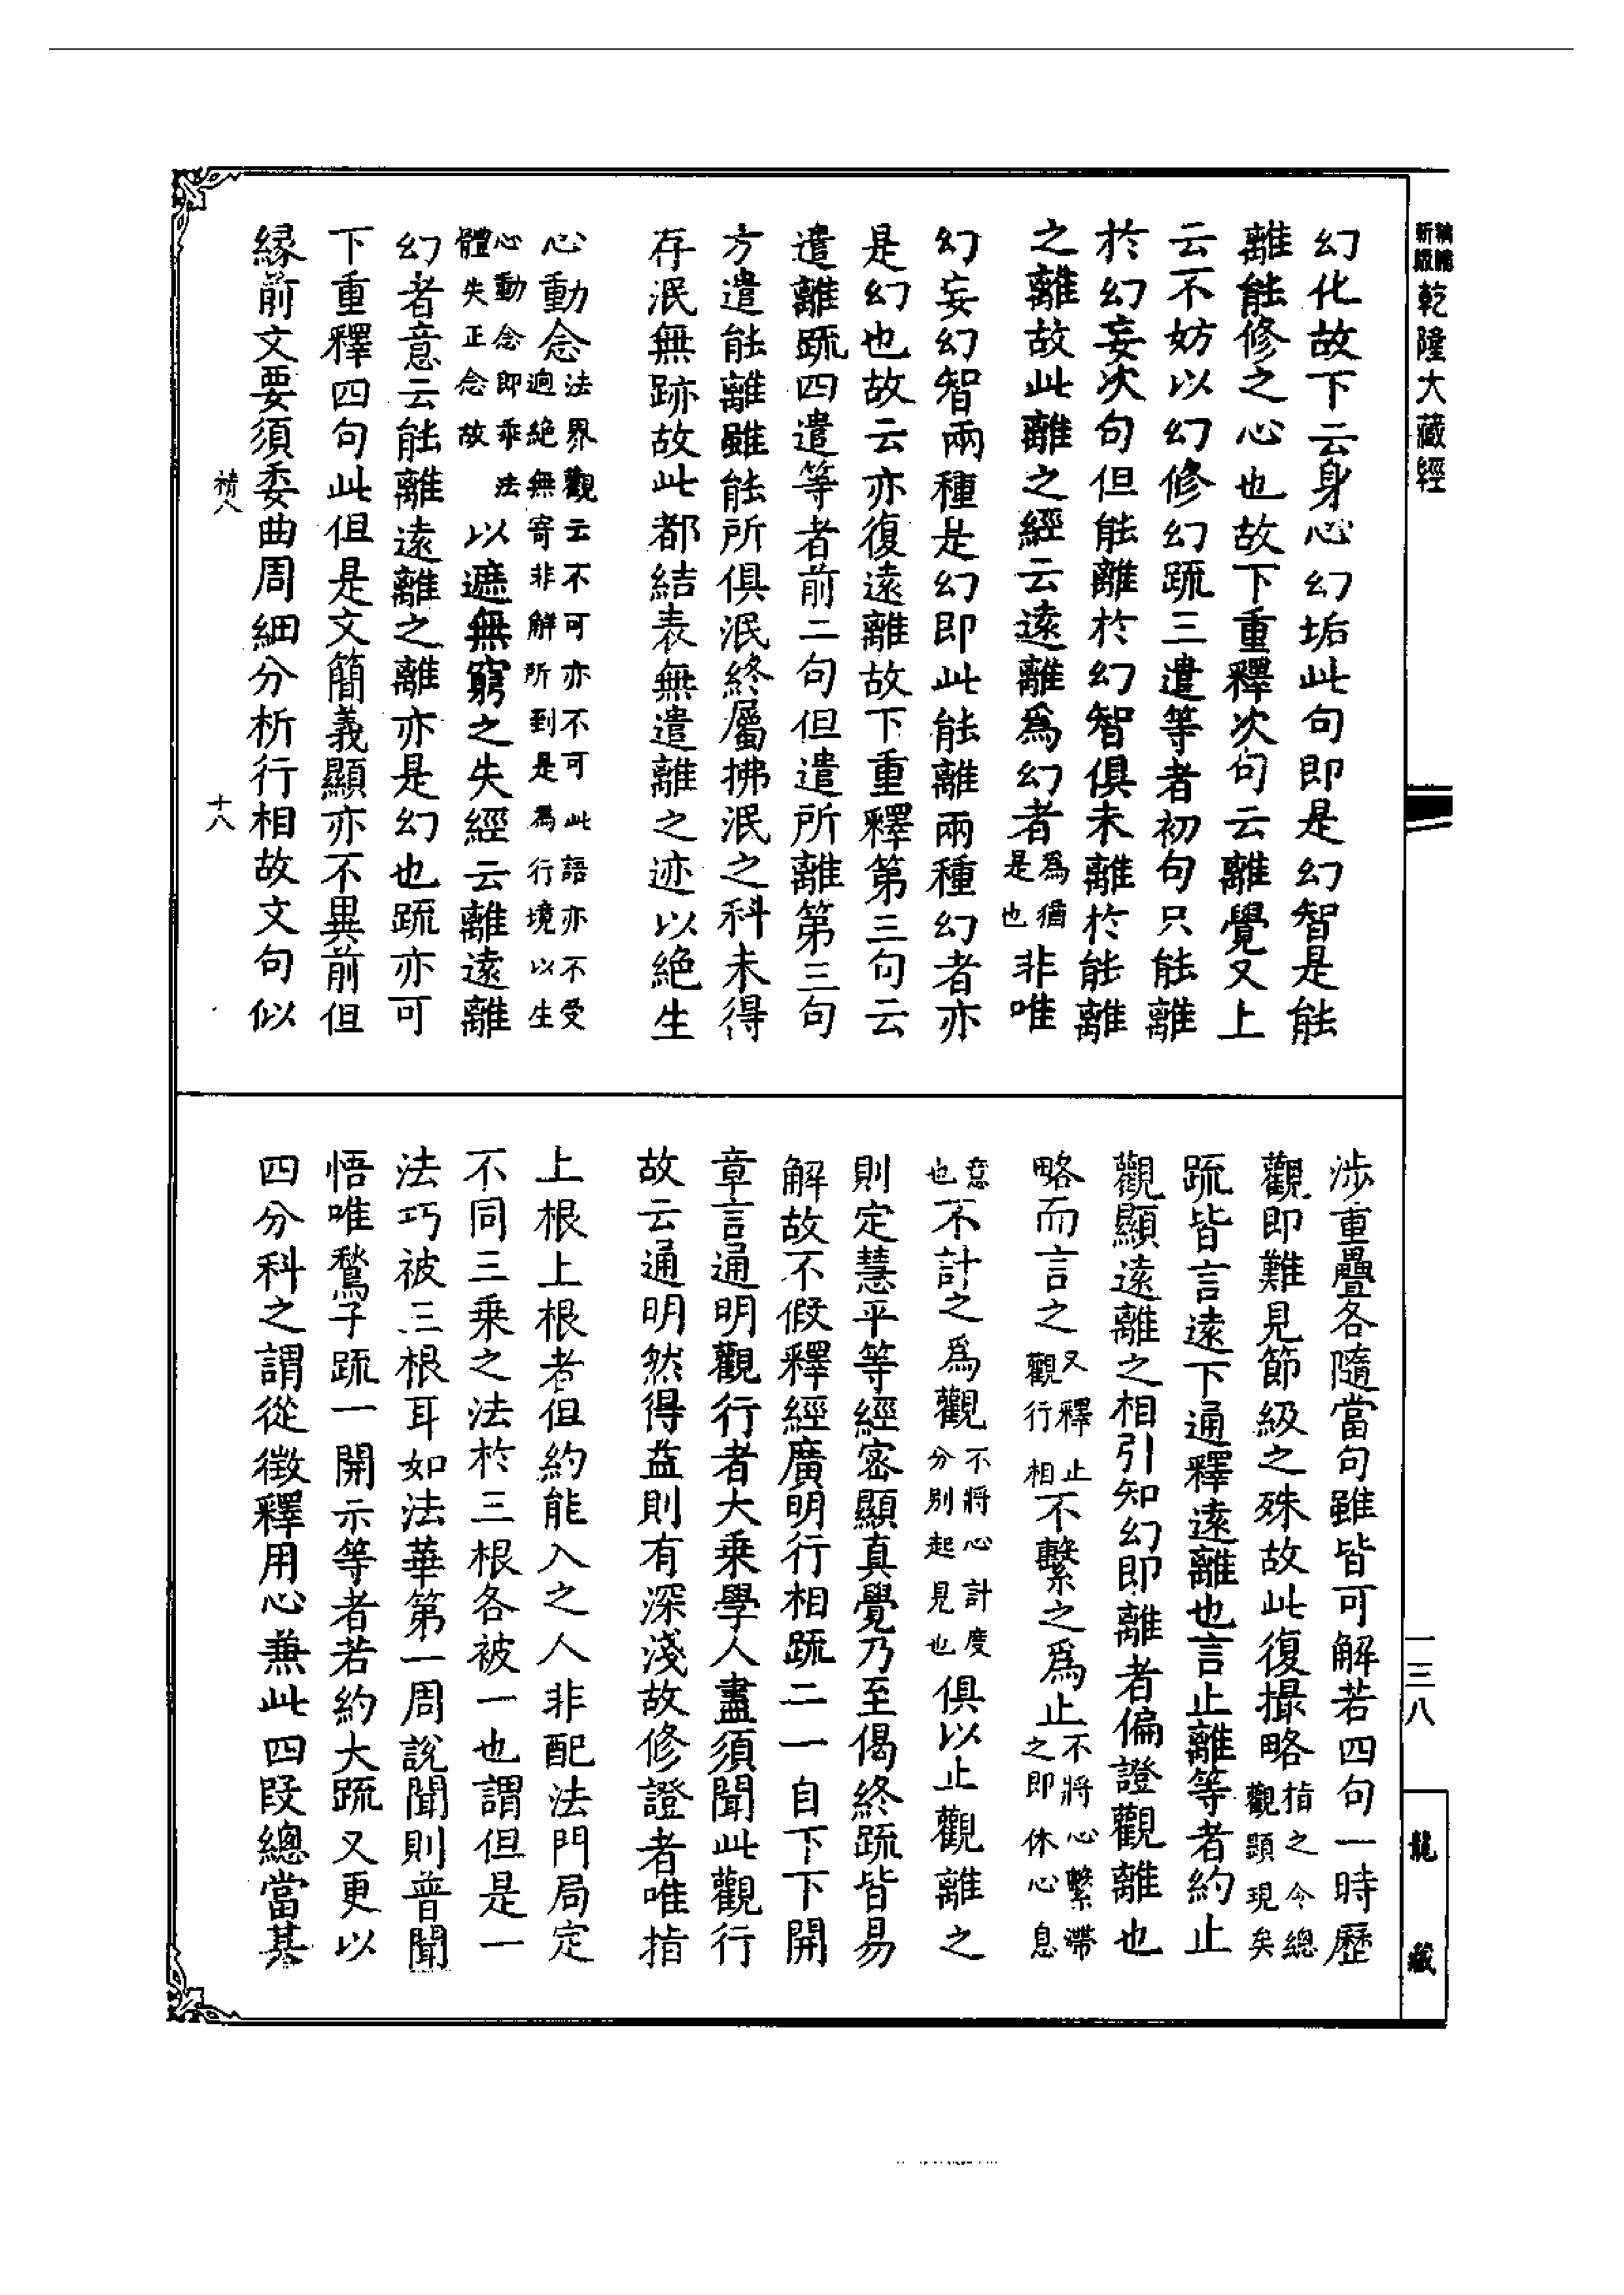 乾隆大藏經
幻化故下云身心幻垢此句即是幻智是能
離能修之心也故下重釋次句云離覺又上
云不妨以幻修幻䟽三遣等者初句只能離
於幻妄次句但能離於幻智俱未離於能離
之離故此離之經云遠離爲幻者爲猶是也非唯
幻妄幻智兩種是幻即此能離兩種幻者亦
是幻也故云亦復遠離故下重釋第三句云
遣離䟽四遣等者前二句但遣所離第三句
方遣能離雖能所俱泯終屬拂泯之科未得
存泯無跡故此都結表無遣離之迹以絕生
心動念法界觀云不可亦不可此語亦不受迥絕無寄非解所到是爲行境以生
心動念即乖法體失正念故以遮無窮之失經云離遠離
幻者意云能離遠離之離亦是幻也䟽亦可
下重釋四句此但是文簡義顯亦不異前但
緣前文要須委曲周細分析行相故文句似
十八
涉重疊各隨當句雖皆可解若四句一時歷
觀即難見節級之殊故此復撮略指之令總觀顯現矣
䟽皆言遠下通釋遠離也言止離等者約止
觀顯遠離之相引知幻即離者偏證觀離也
略而言之又釋止觀行相不繫之爲止不將心繫滯之即休心息
意也不計之爲觀不將心計度分別起見也俱以止觀離之
則定慧平等經密顯真覺乃至偈終䟽皆易
解故不假釋經廣明行相䟽二一自下下開
章言通明觀行者大乘學人盡須聞此觀行
故云通明然得益則有深淺故修證者唯指
上根上根者但約能入之人非配法門局定
不同三乘之法於三根各被一也謂但是一
法巧被三根耳如法華第一周說聞則普聞
悟唯鶖子䟽一開示等者若約大䟽又更以
四分科之謂從徵釋用心兼此四段總當其
一三八
龍藏